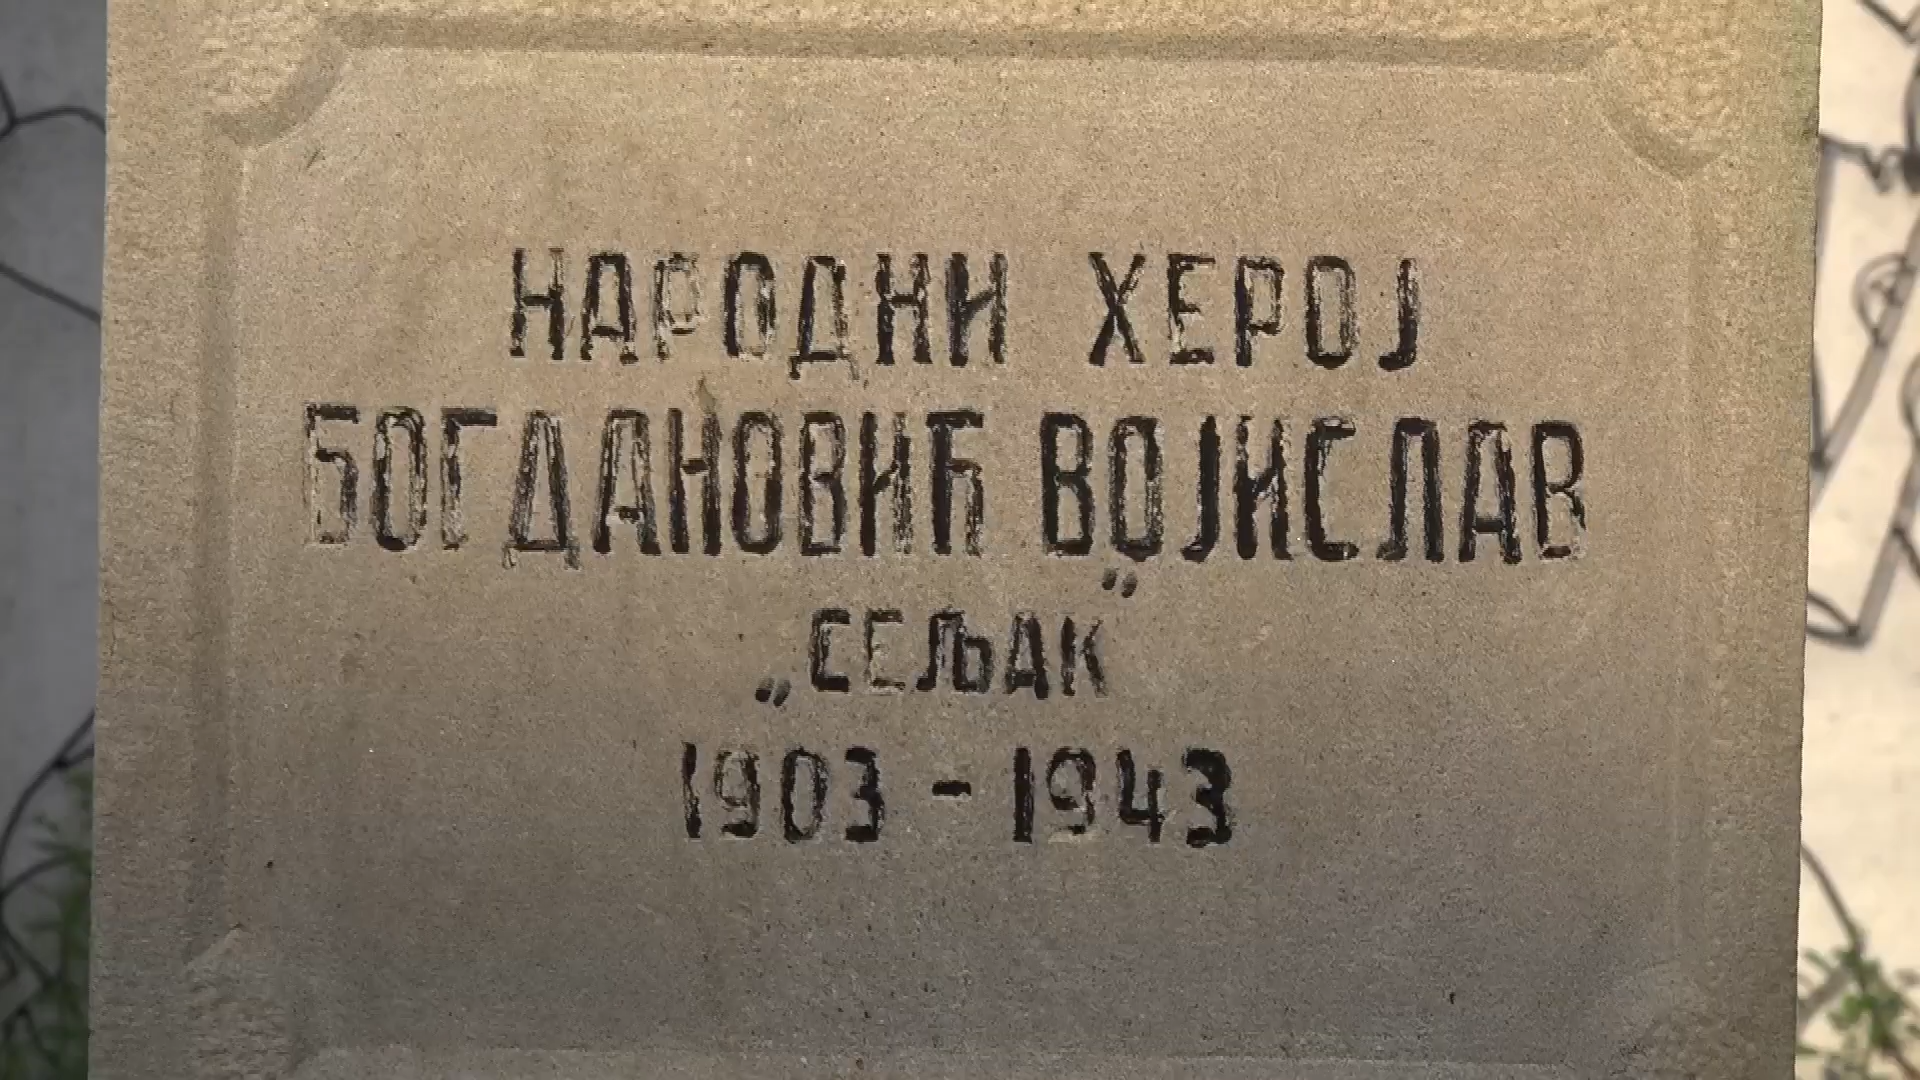 НАРОДНИ ХЕРОЈ
БОГДАНОВИЋ ВОЈИСЛАВ
„СЕЉАК”
1903 - 1943